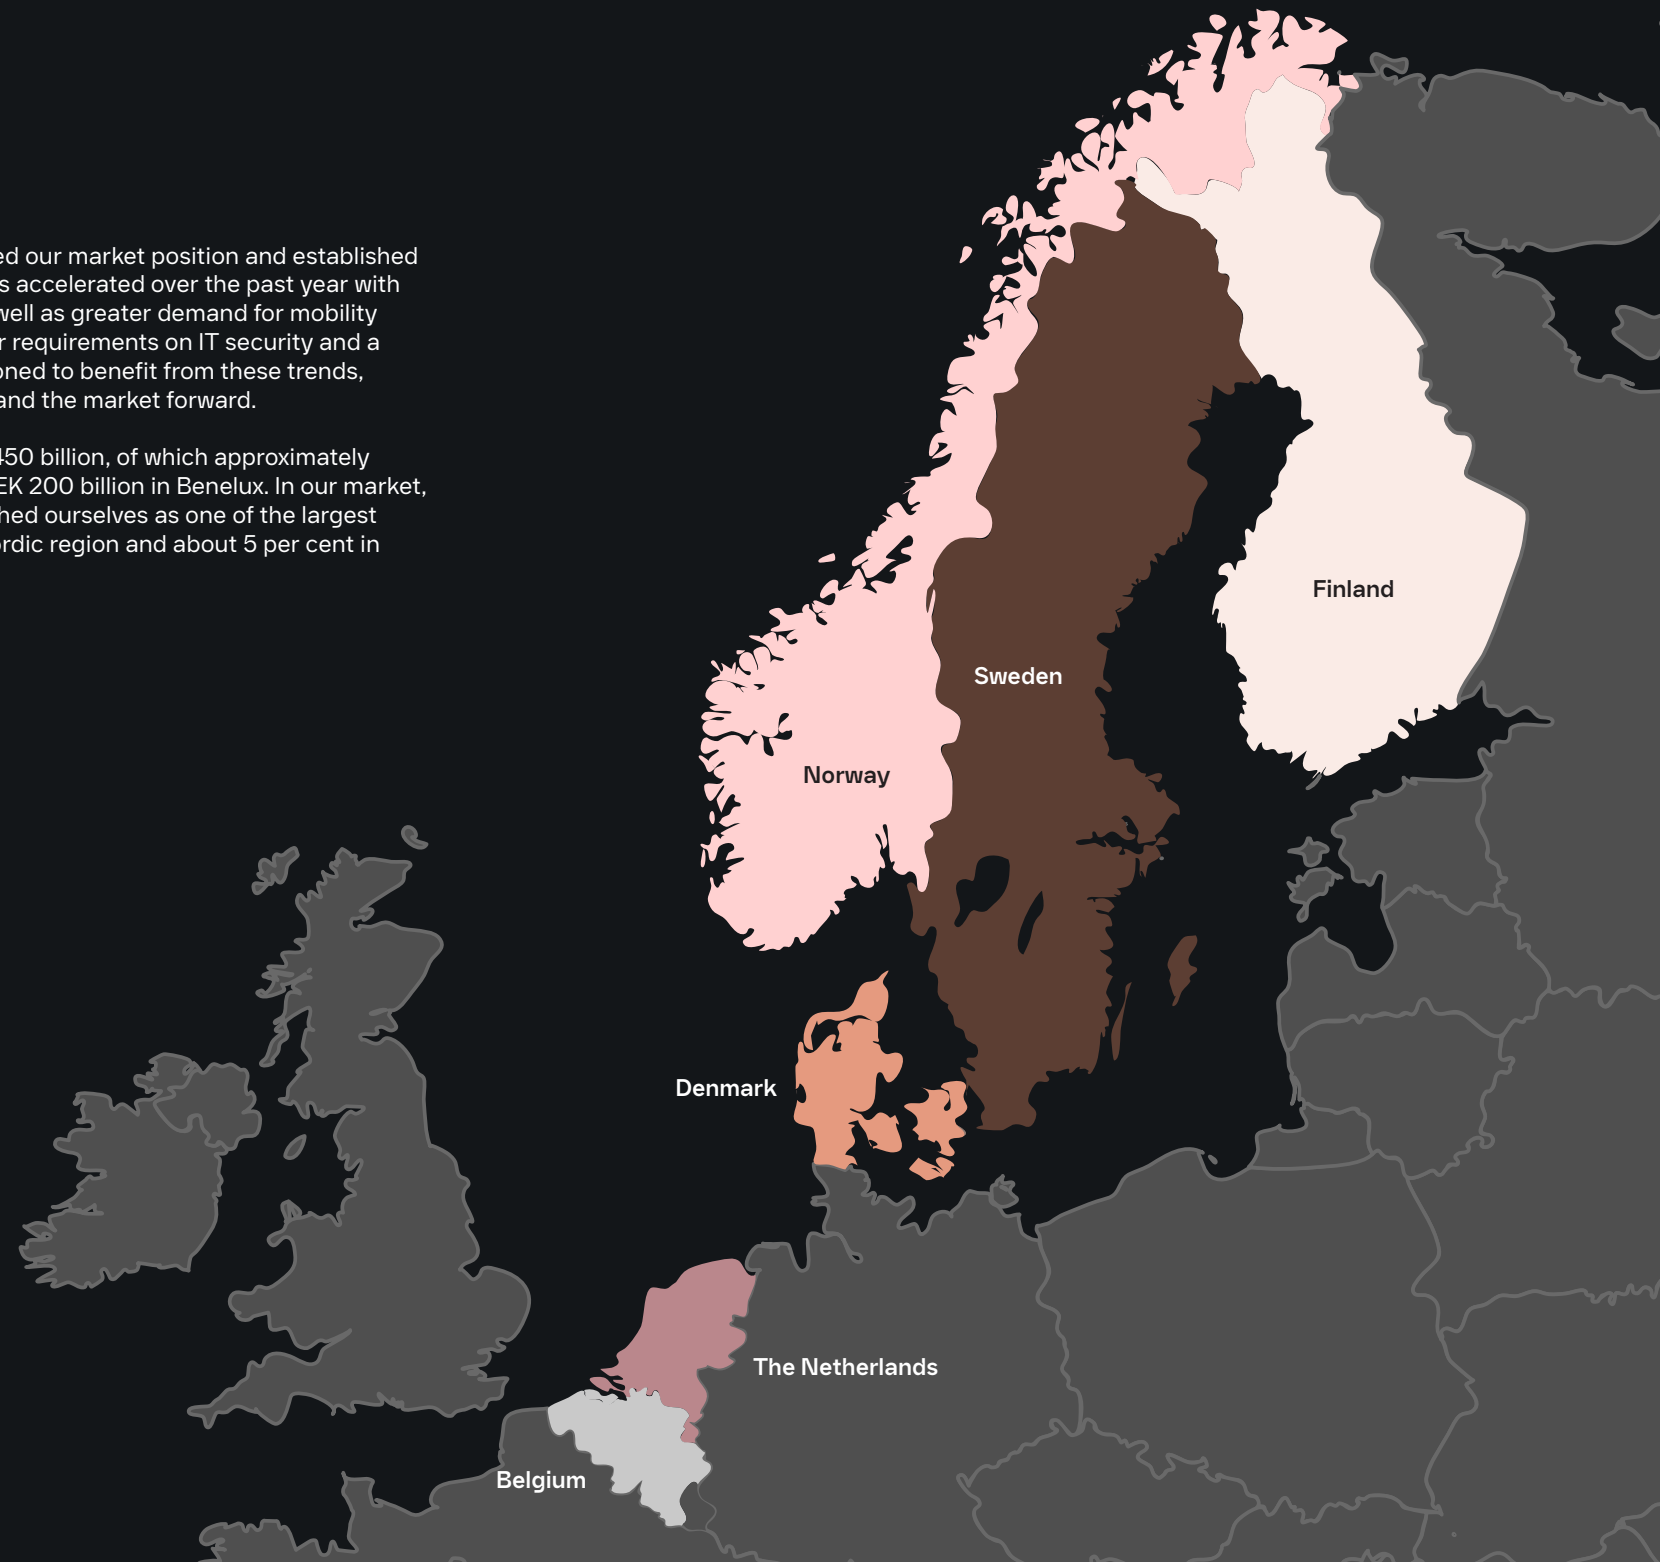 ed our market position and established
s accelerated over the past year with
well as greater demand for mobility
r requirements on IT security and a
oned to benefit from these trends,
and the market forward.
450 billion, of which approximately
EK 200 billion in Benelux. In our market,
hed ourselves as one of the largest
ordic region and about 5 per cent in
Finland
Sweden
Norway
Denmark
The Netherlands
Belgium